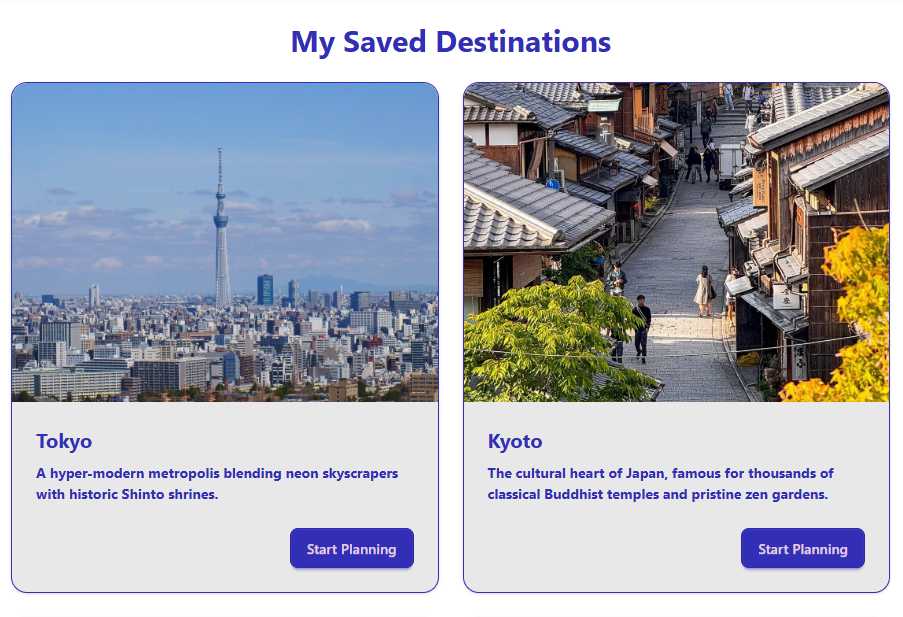 My Saved Destinations
Tokyo
A hyper-modern metropolis blending neon skyscrapers
with historic Shinto shrines.
Start Planning
Kyoto
The cultural heart of Japan, famous for thousands of
classical Buddhist temples and pristine zen gardens.
Start Planning